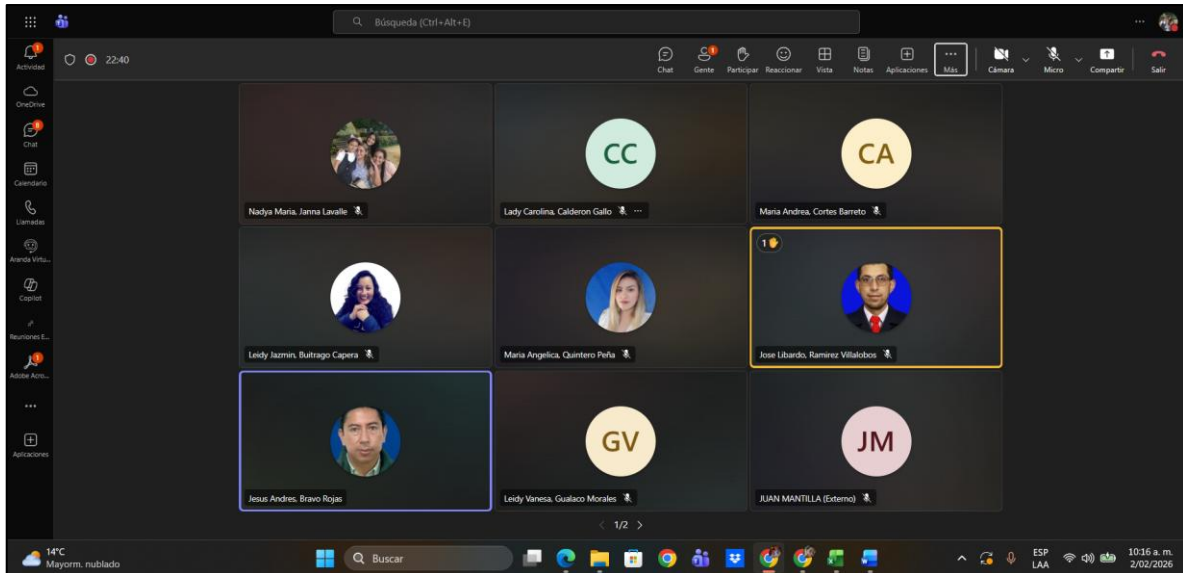 Búsqueda (Ctrl+Alt+E)
1
Actividad
22:40
Chat
1
Gente
Participar
Reaccionar
Vista
Notas
Aplicaciones
Más
Cámara
Micro
Compartir
Salir
OneDrive
8
Chat
Calendario
Llamadas
Aranda Virtu...
Copilot
Reuniones E...
1
Adobe Acro...
Aplicaciones
Nadya Maria, Janna Lavalle
CC
Lady Carolina, Calderon Gallo
CA
Maria Andrea, Cortes Barreto
Leidy Jazmin, Buitrago Capera
Maria Angelica, Quintero Peña
1
Jose Libardo, Ramirez Villalobos
Jesus Andres, Bravo Rojas
GV
Leidy Vanesa, Gualaco Morales
JM
JUAN MANTILLA (Externo)
1/2
14°C
Mayorm. nublado
Buscar
ESP
LAA
10:16 a. m.
2/02/2026